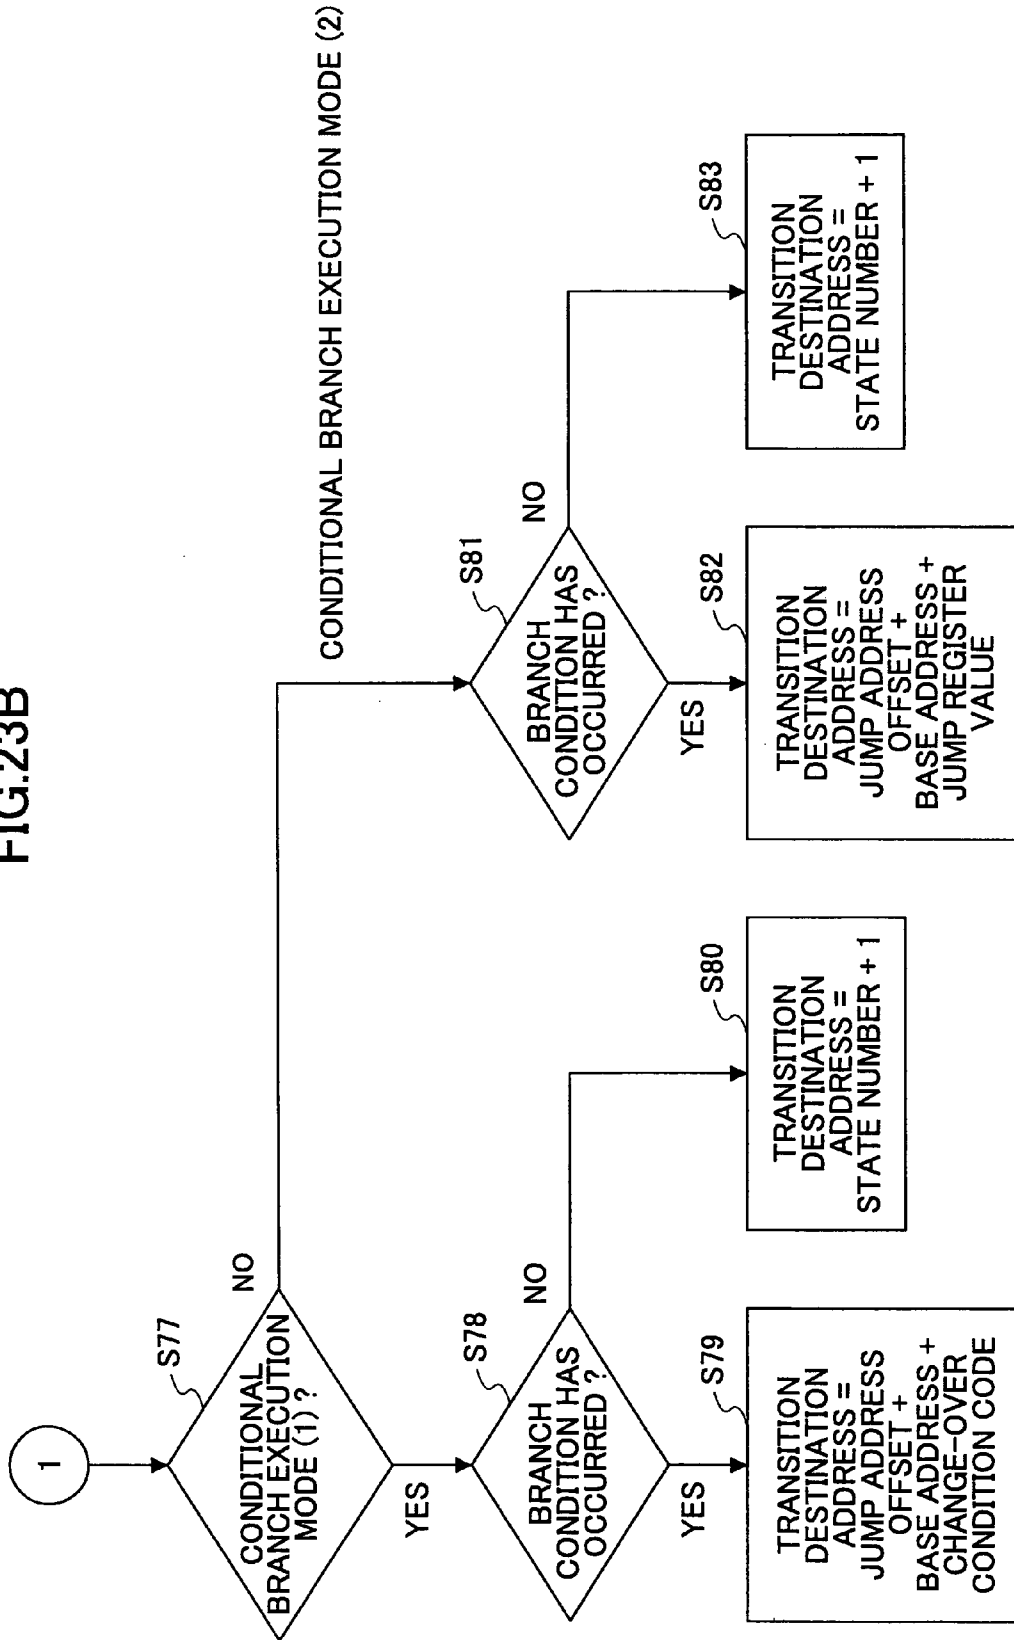 FIG.23B
1
S77
CONDITIONAL
BRANCH EXECUTION
MODE (1) ?
NO
YES
CONDITIONAL BRANCH EXECUTION MODE (2)
S78
BRANCH
CONDITION HAS
OCCURRED ?
NO
YES
S79
TRANSITION
DESTINATION
ADDRESS =
JUMP ADDRESS
OFFSET +
BASE ADDRESS +
CHANGE-OVER
CONDITION CODE
S80
TRANSITION
DESTINATION
ADDRESS =
STATE NUMBER + 1
S81
BRANCH
CONDITION HAS
OCCURRED ?
NO
YES
S82
TRANSITION
DESTINATION
ADDRESS =
JUMP ADDRESS
OFFSET +
BASE ADDRESS +
JUMP REGISTER
VALUE
S83
TRANSITION
DESTINATION
ADDRESS =
STATE NUMBER + 1